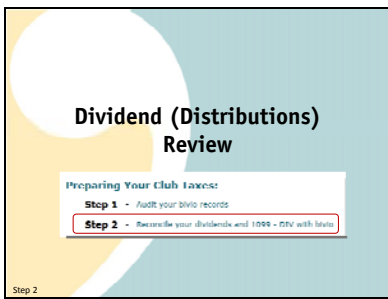 Dividend (Distributions)
Review
Preparing Your Club Taxes:
Step 1 - Audit your bivio records
Step 2 - Reconcile your dividends and 1099 - DIV with bivio
Step 2